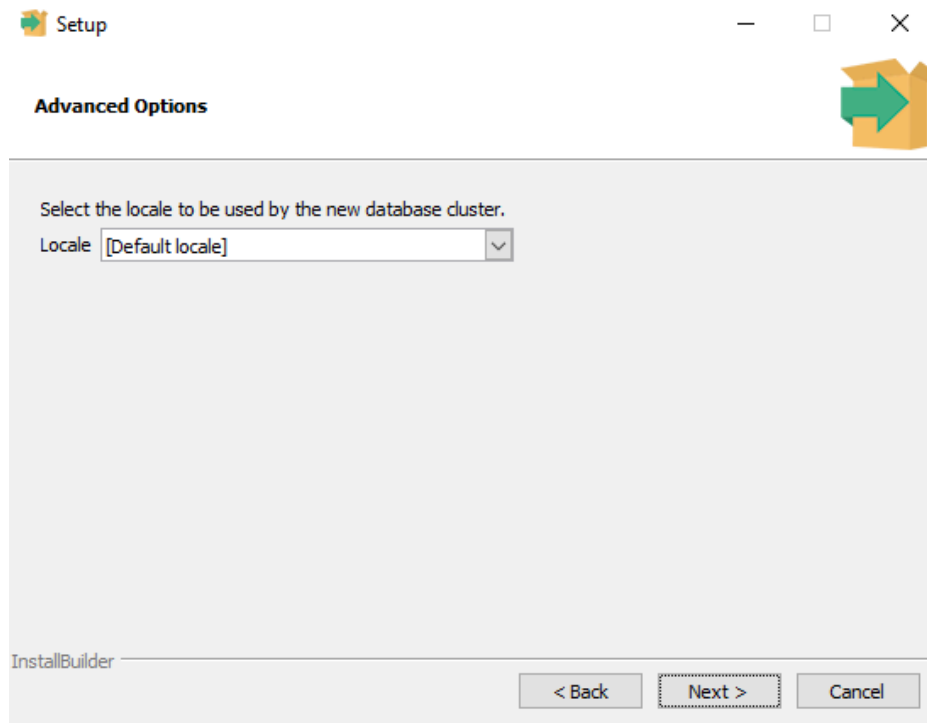 Setup
Advanced Options
Select the locale to be used by the new database cluster.
Locale [Default locale]
InstallBuilder
< Back Next > Cancel